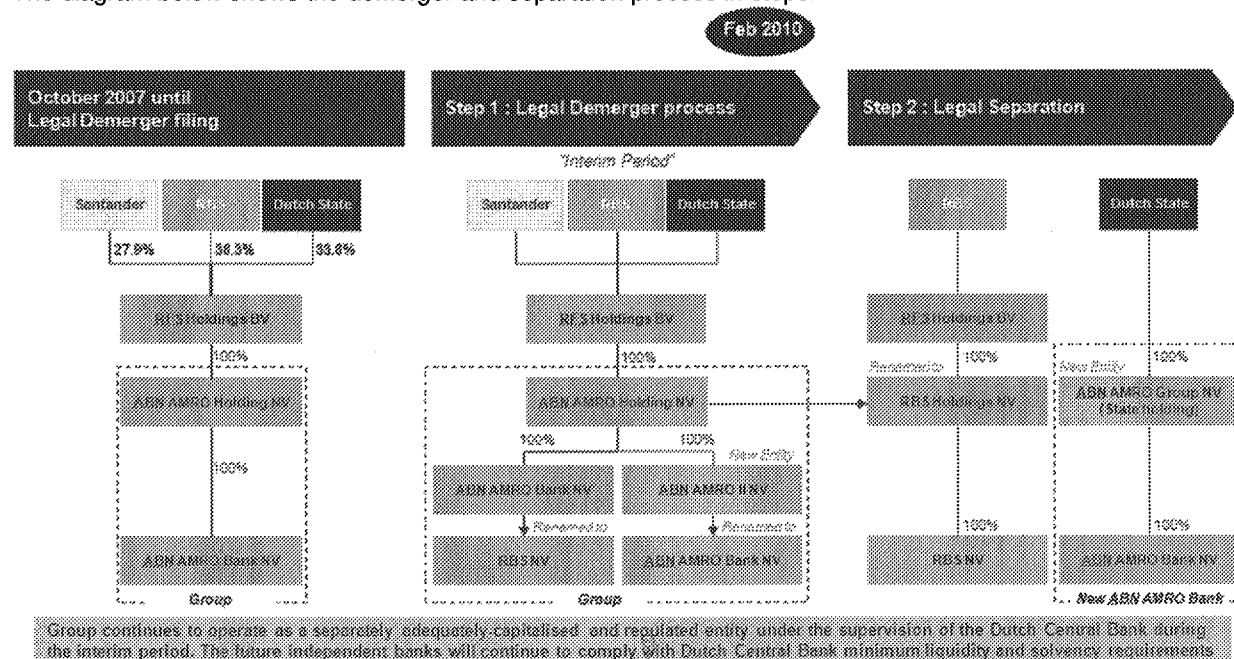 The diagram below shows the demerger and separation process in steps.
Feb 2010
October 2007 until
Legal Demerger filing
Step 1 : Legal Demerger process
Step 2 : Legal Separation
"Interim Period"
Santander
Dutch State
Santander
Dutch State
Dutch State
27.9%
38.3%
33.8%
RFS Holdings BV
RFS Holdings BV
RFS Holdings BV
100%
100%
Renamed to
100%
New Entity
100%
ABN AMRO Holding NV
ABN AMRO Holding NV
RBS Holdings NV
ABN AMRO Group NV
(State holding)
100%
100%
100%
New Entity
ABN AMRO Bank NV
ABN AMRO II NV
Renamed to
Renamed to
100%
100%
ABN AMRO Bank NV
RBS NV
ABN AMRO Bank NV
RBS NV
ABN AMRO Bank NV
Group
Group
New ABN AMRO Bank
Group continues to operate as a separately adequately-capitalised and regulated entity under the supervision of the Dutch Central Bank during
the interim period. The future independent banks will continue to comply with Dutch Central Bank minimum liquidity and solvency requirements